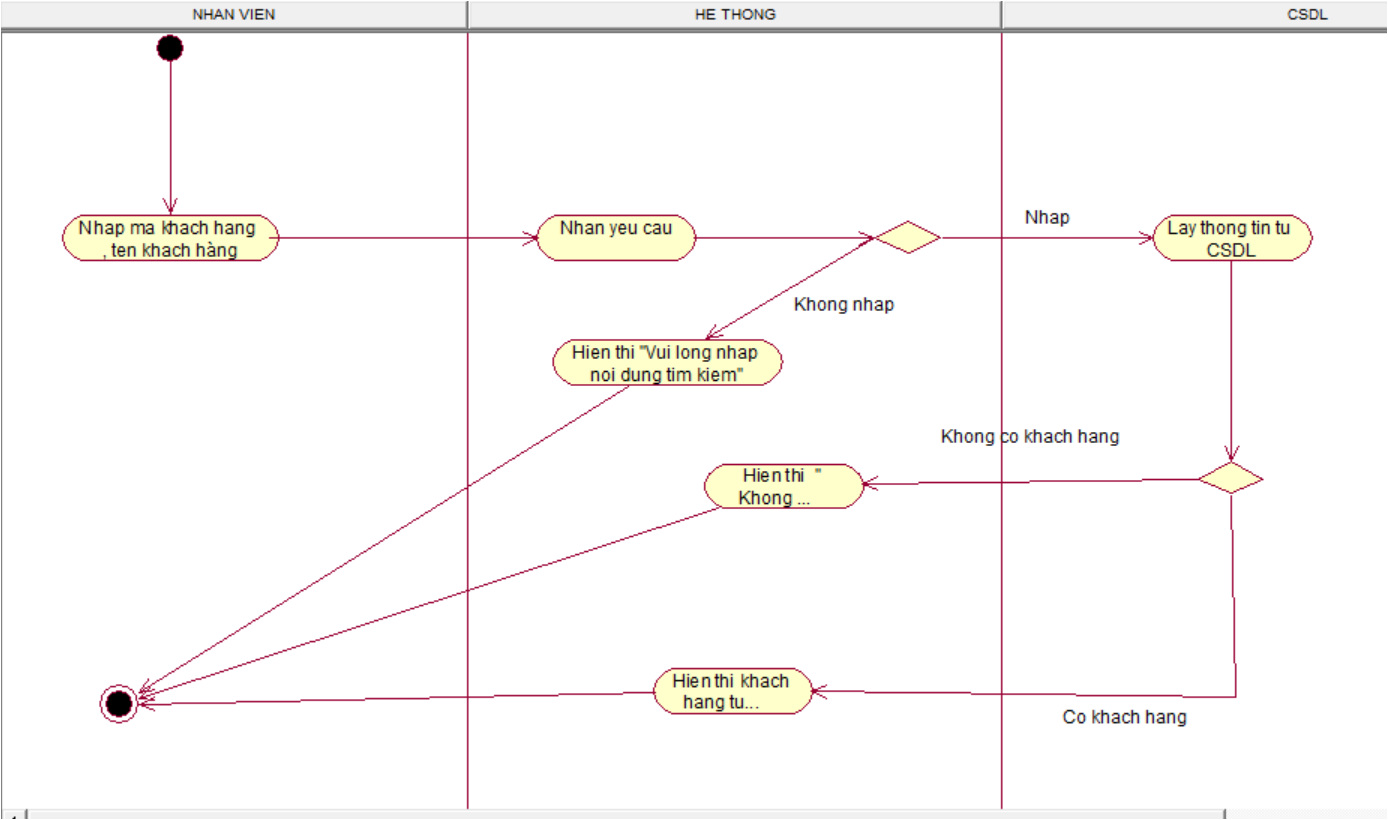 NHAN VIEN
HE THONG
CSDL
Nhap ma khach hang
, ten khach hàng
Nhan yeu cau
Nhap
Lay thong tin tu
CSDL
Khong nhap
Hien thi "Vui long nhap
noi dung tim kiem"
Khong co khach hang
Hien thi "
Khong ...
Hien thi khach
hang tu...
Co khach hang